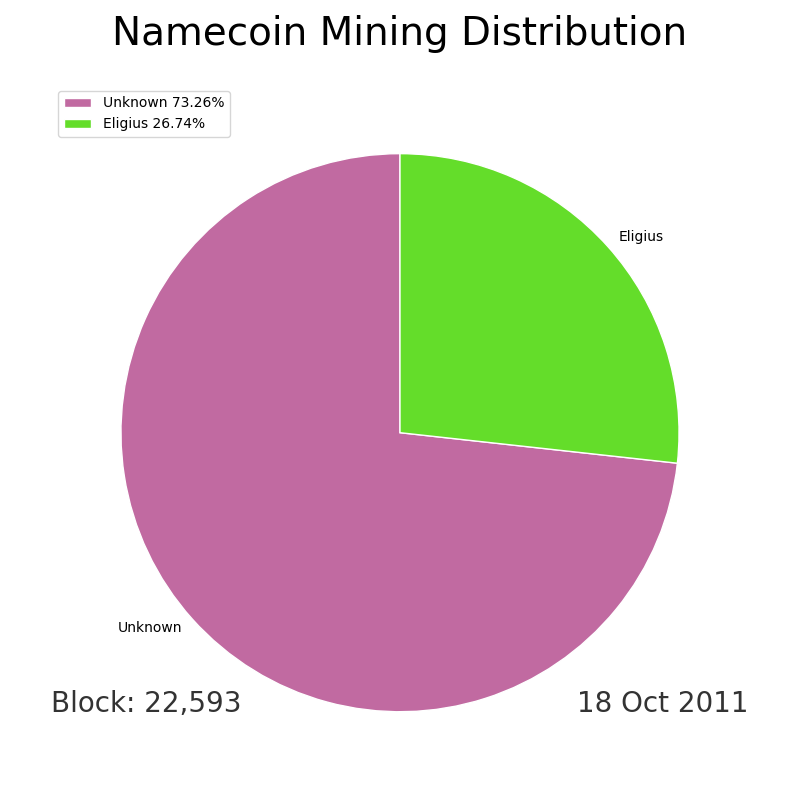 Namecoin Mining Distribution
Unknown 73.26%
Eligius 26.74%
Eligius
Unknown
Block: 22,593
18 Oct 2011